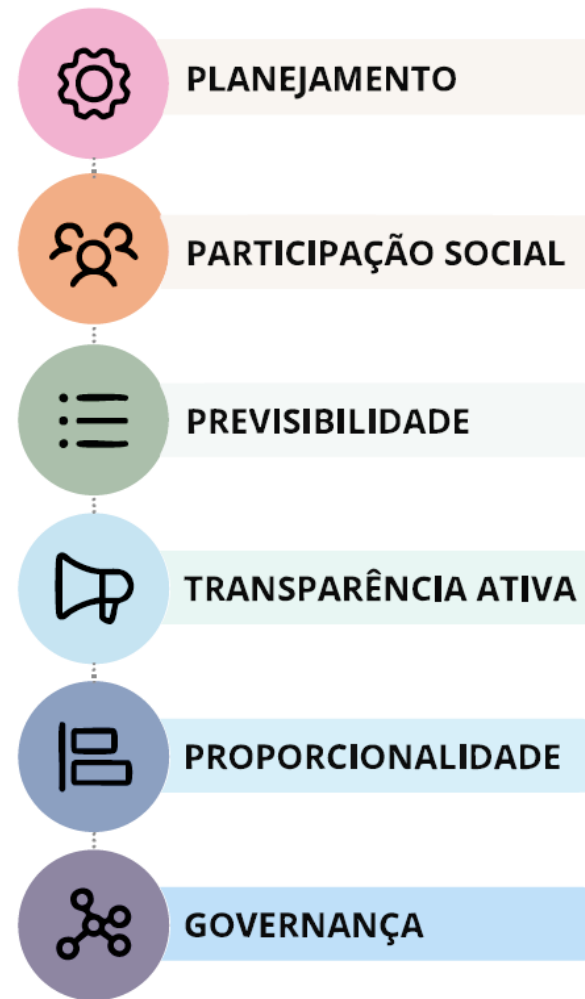 PLANEJAMENTO
PARTICIPAÇÃO SOCIAL
PREVISIBILIDADE
TRANSPARÊNCIA ATIVA
PROPORCIONALIDADE
GOVERNANÇA